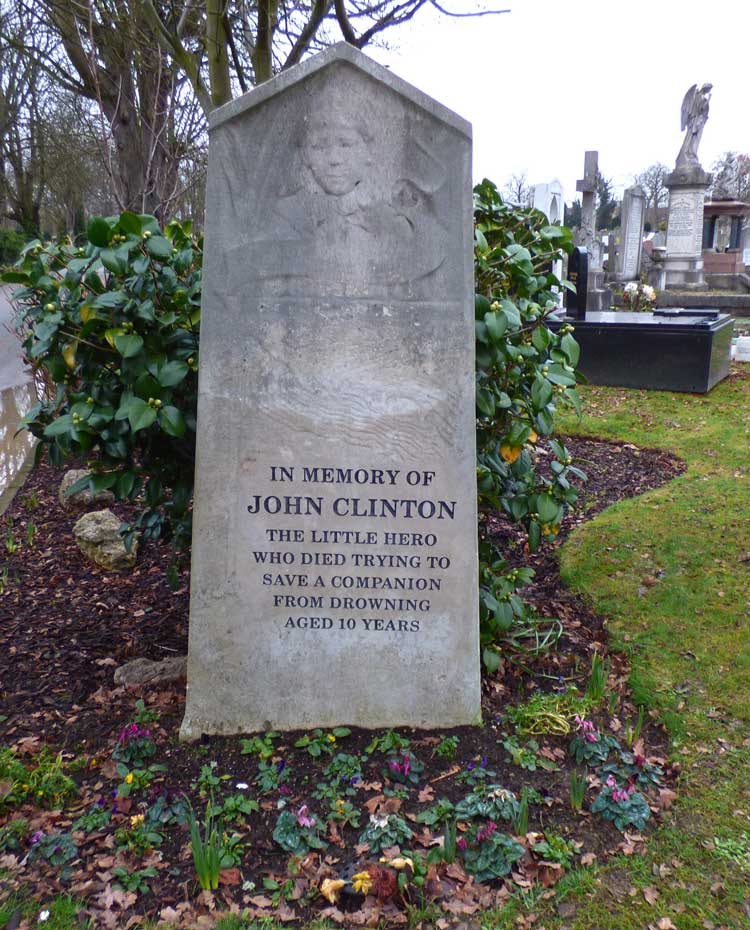 IN MEMORY OF
JOHN CLINTON
THE LITTLE HERO
WHO DIED TRYING TO
SAVE A COMPANION
FROM DROWNING
AGED 10 YEARS